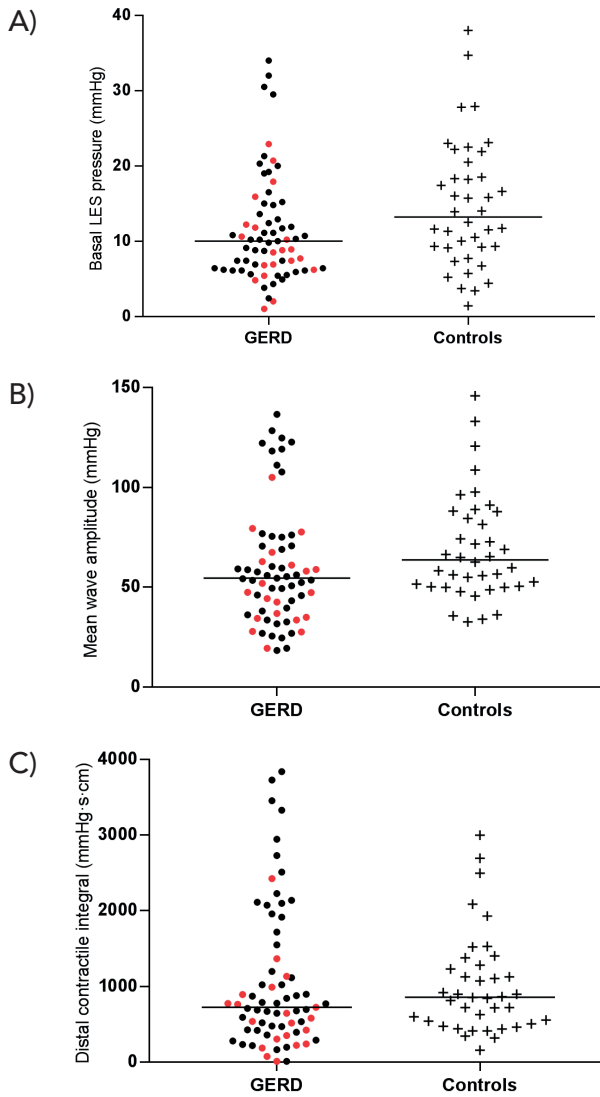 A)
Basal LES pressure (mmHg)
40
30
20
10
0
GERD Controls
B)
Mean wave amplitude (mmHg)
150
100
50
0
GERD Controls
C)
Distal contractile integral (mmHg·s·cm)
4000
3000
2000
1000
0
GERD Controls